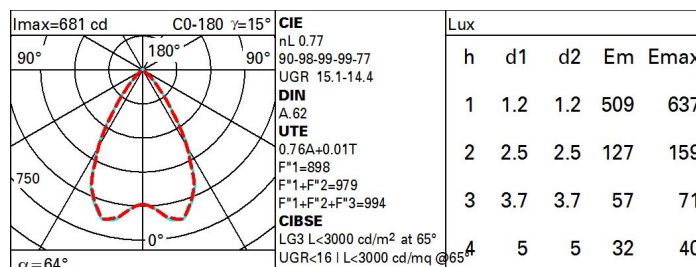 Imax=681 cd C0-180 γ=15°
90° 180° 90°
750
0°
α=64°
CIE
nL 0.77
90-98-99-99-77
UGR 15.1-14.4
DIN
A.62
UTE
0.76A+0.01T
F"1=898
F"1+F"2=979
F"1+F"2+F"3=994
CIBSE
LG3 L<3000 cd/m² at 65°
UGR<16 | L<3000 cd/mq @65°
Lux
h d1 d2 Em Emax
1 1.2 1.2 509 637
2 2.5 2.5 127 159
3 3.7 3.7 57 71
4 5 5 32 40